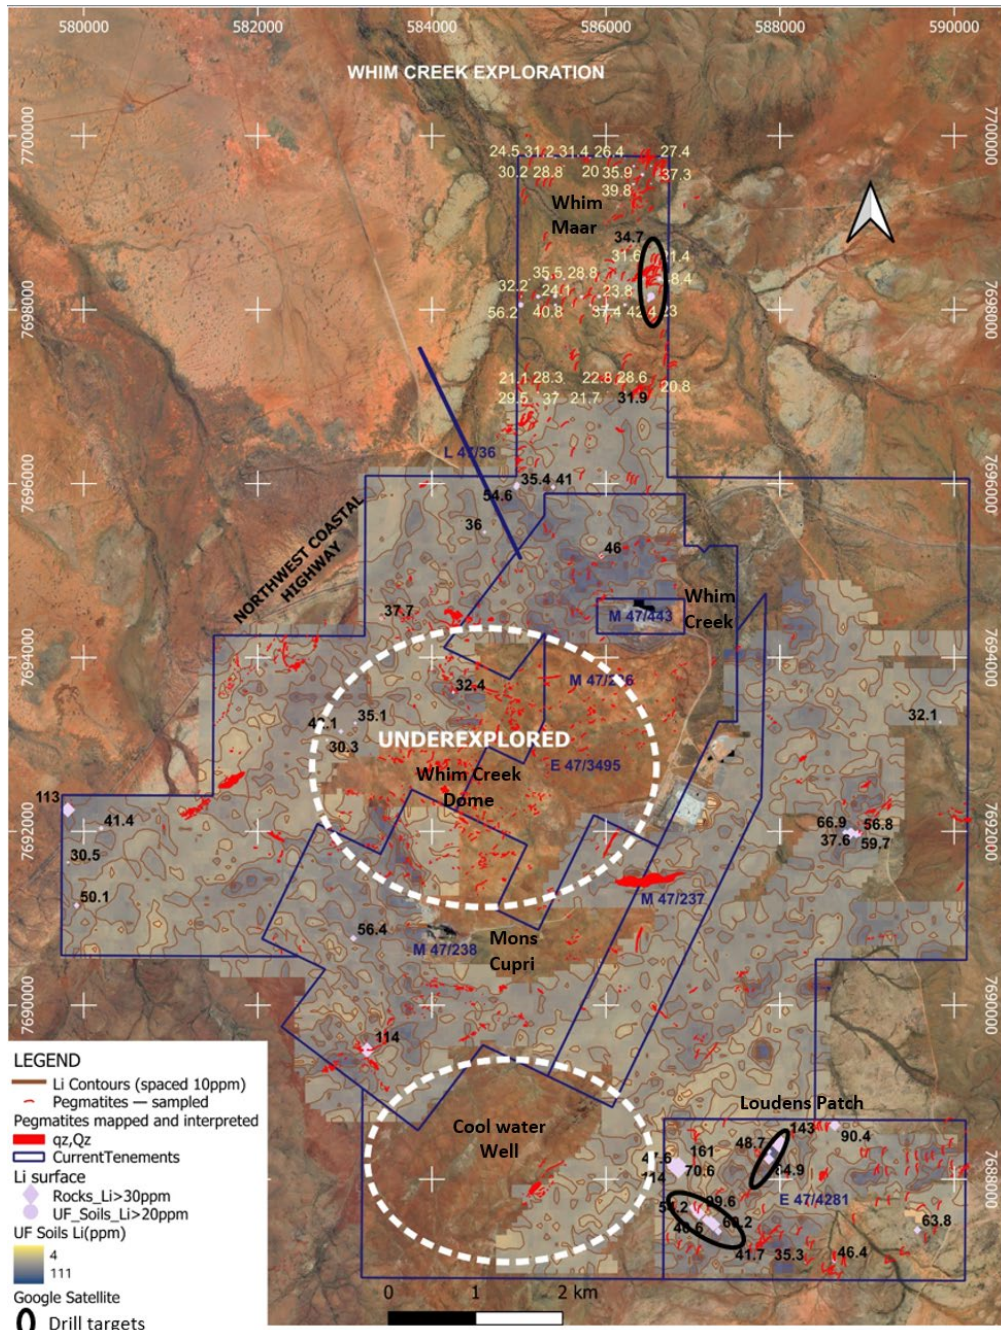 580000
582000
584000
586000
588000
590000
WHIM CREEK EXPLORATION
7700000
7700000
24.5 31.2 31.4 26.4
27.4
30.2 28.8
20 35.9
37.3
39.8
Whim
Maar
34.7
31.6
35.5 28.8
32.2
23.8
56.2
40.8
37.4
7698000
7698000
21.1 28.3
22.8 28.6
20.8
29.5
37
21.7
31.9
35.4
41
54.6
7696000
7696000
36
46
NORTHWEST COASTAL
HIGHWAY
Whim
Creek
M 47/443
37.7
7694000
7694000
32.4
35.1
30.3
32.1
UNDEREXPLORED
E 47/3495
Whim Creek
Dome
113
41.4
7692000
7692000
66.9
56.8
37.6
59.7
30.5
50.1
M 47/237
56.4
M 47/238
Mons
Cupri
7690000
7690000
114
Loudens Patch
Cool water
Well
143
90.4
48.7
161
70.6
7688000
E 47/4281
63.8
41.7
35.3
46.4
LEGEND
Li Contours (spaced 10ppm)
Pegmatites — sampled
Pegmatites mapped and interpreted
qz,Qz
CurrentTenements
Li surface
Rocks_Li>30ppm
UF_Soils_Li>20ppm
UF Soils Li(ppm)
4
111
Google Satellite
Drill targets
0
1
2 km